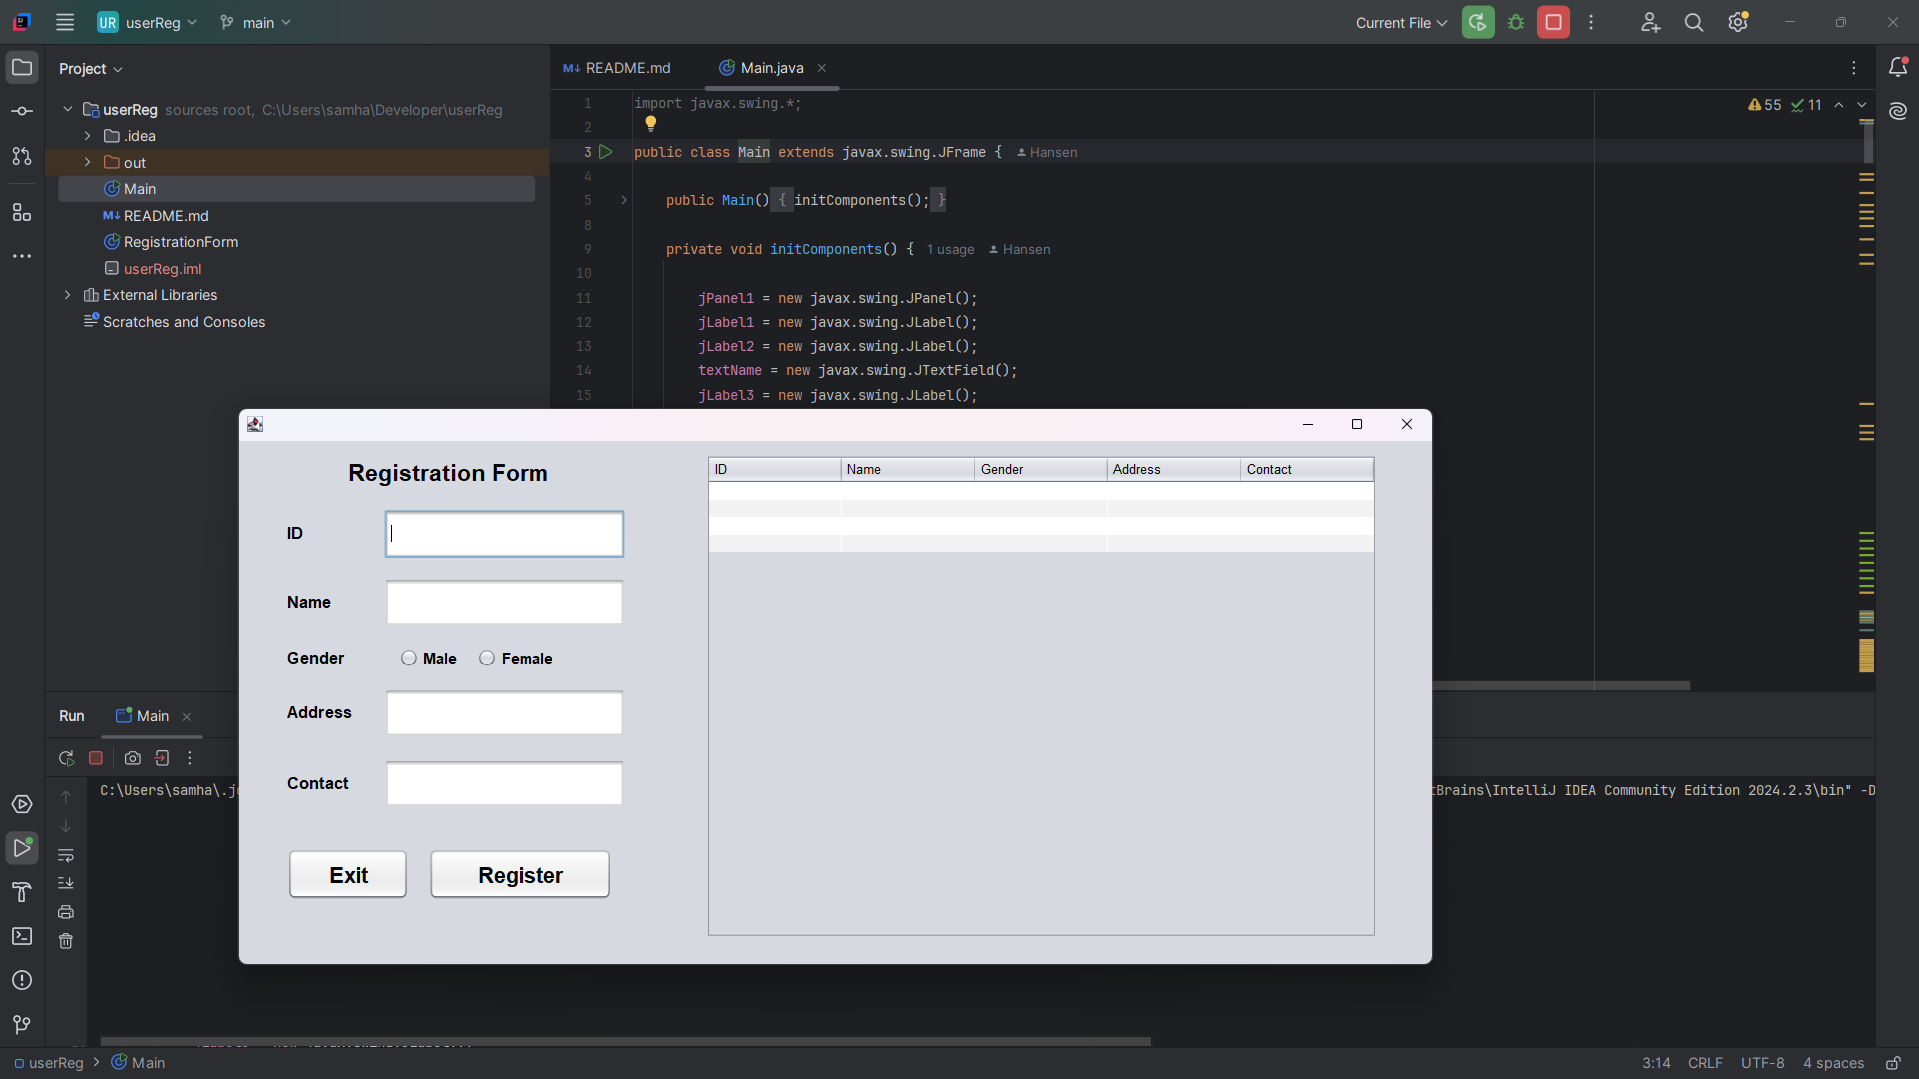 UR userReg main Current File
Project
README.md Main.java
userReg sources root, C:\Users\samha\Developer\userReg
.idea
out
Main
M↓ README.md
RegistrationForm
userReg.iml
External Libraries
Scratches and Consoles
55 11
1 import javax.swing.*;
2
3 public class Main extends javax.swing.JFrame { Hansen
4
5 public Main() { initComponents(); }
8
9 private void initComponents() { 1 usage Hansen
10
11 jPanel1 = new javax.swing.JPanel();
12 jLabel1 = new javax.swing.JLabel();
13 jLabel2 = new javax.swing.JLabel();
14 textName = new javax.swing.JTextField();
15 jLabel3 = new javax.swing.JLabel();
Registration Form
ID
Name
Gender Male Female
Address
Contact
Exit Register
ID Name Gender Address Contact
Run Main
C:\Users\samha\.j
Brains\IntelliJ IDEA Community Edition 2024.2.3\bin" -D
userReg > Main
3:14 CRLF UTF-8 4 spaces